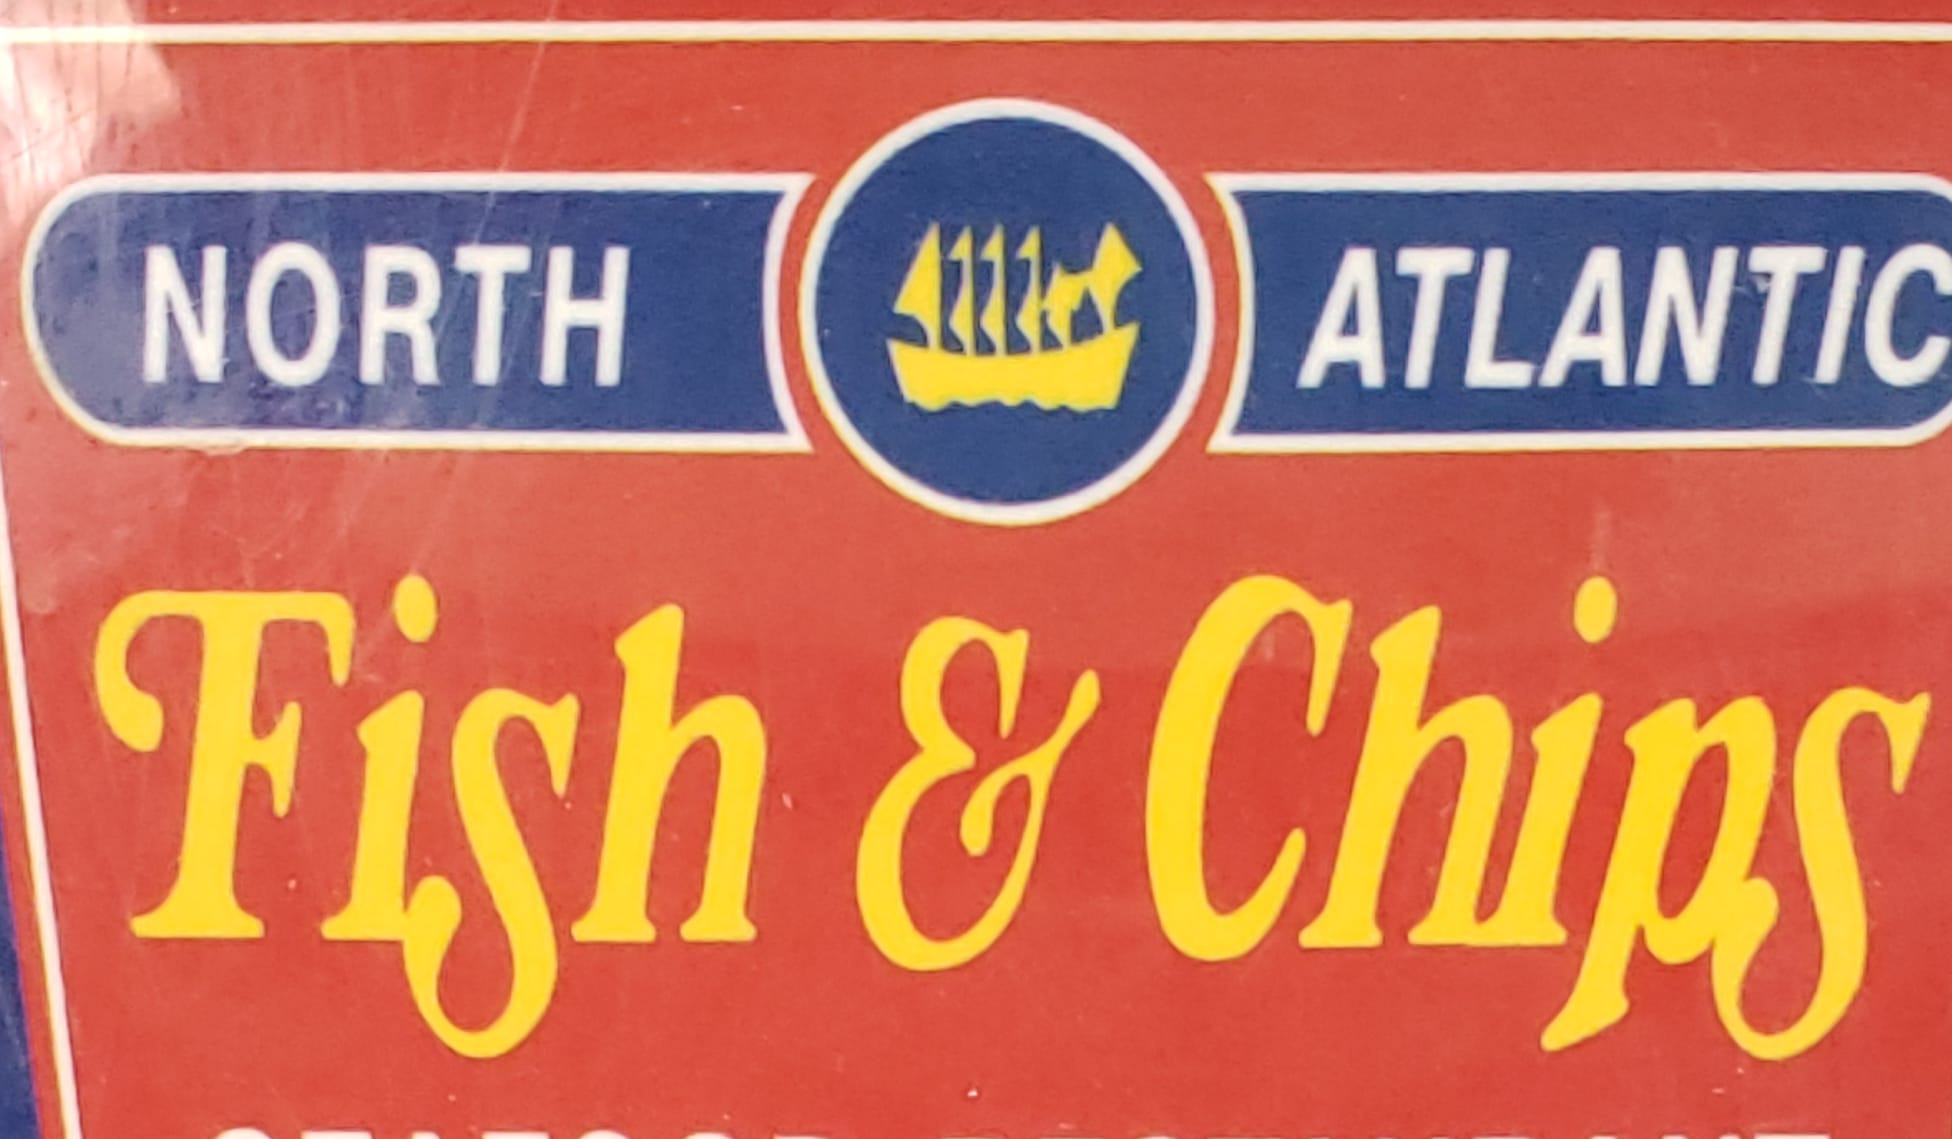 NORTH ATLANTIC
Fish & Chips